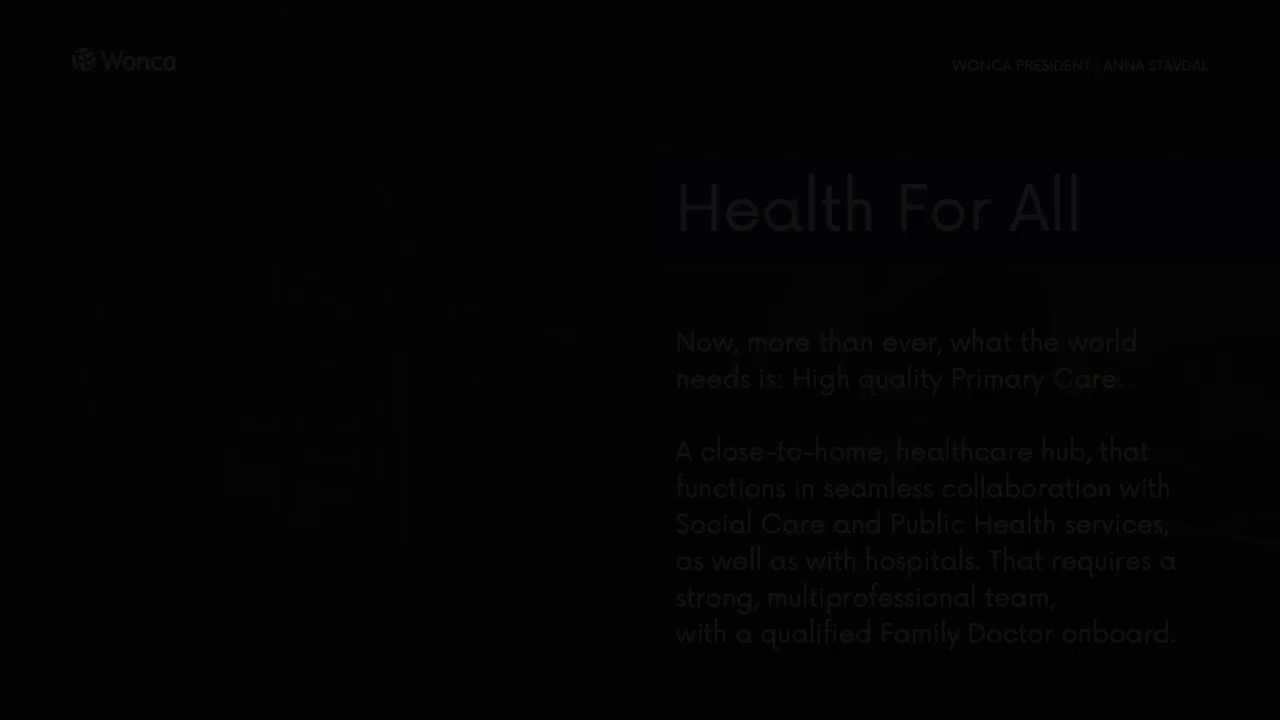 Wonca
WONCA PRESIDENT | ANNA STAVDAL
Health For All
Now, more than ever, what the world
needs is: High quality Primary Care.
A close-to-home, healthcare hub, that
functions in seamless collaboration with
Social Care and Public Health services,
as well as with hospitals. That requires a
strong, multiprofessional team,
with a qualified Family Doctor onboard.